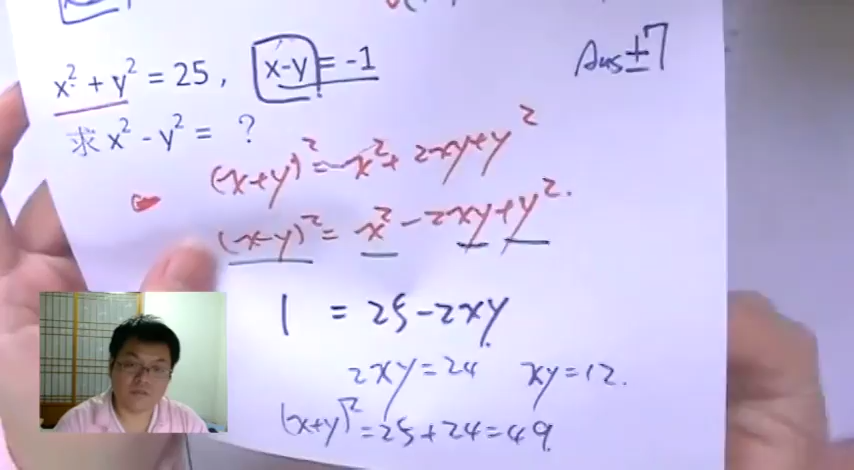 x² + y² = 25, x-y = -1
Ans ±7
求 x² - y² = ?
(x+y)² = x² + 2xy + y²
(x-y)² = x² - 2xy + y².
1 = 25 - 2xy
2xy = 24 xy = 12.
(x+y)² = 25 + 24 = 49